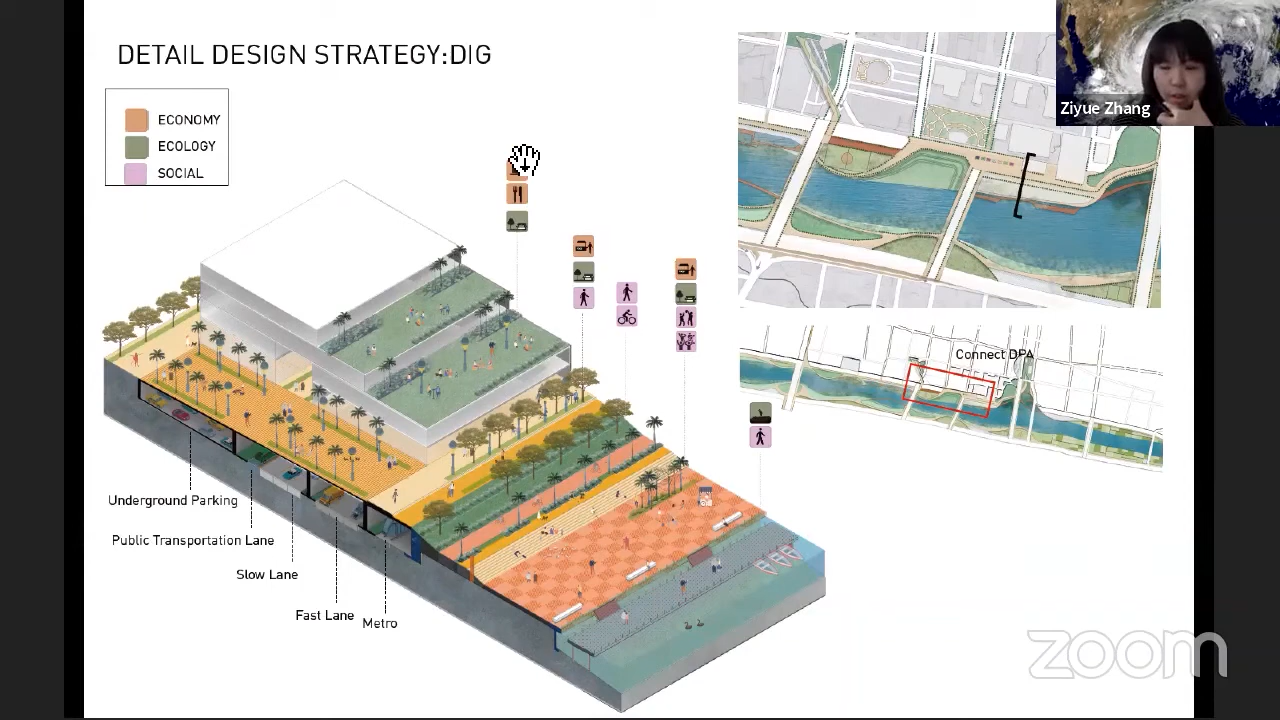 DETAIL DESIGN STRATEGY:DIG
ECONOMY
ECOLOGY
SOCIAL
Ziyue Zhang
Connect DPA
Underground Parking
Public Transportation Lane
Slow Lane
Fast Lane
Metro
zoom